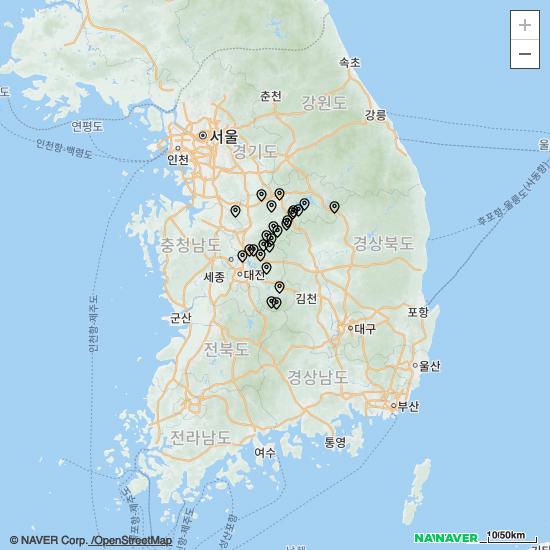 +
−
속초
춘천
강원도
도
강릉
연평도
서울
인천항-백령도
인천
경기도
울
후포항-울릉도(사동항)
충청남도
경상북도
세종
대전
김천
포항
군산
인천항-제주도
대구
전북도
경상남도
울산
부산
전라남도
여수
통영
© NAVER Corp. /OpenStreetMap
NAVER
10/50km